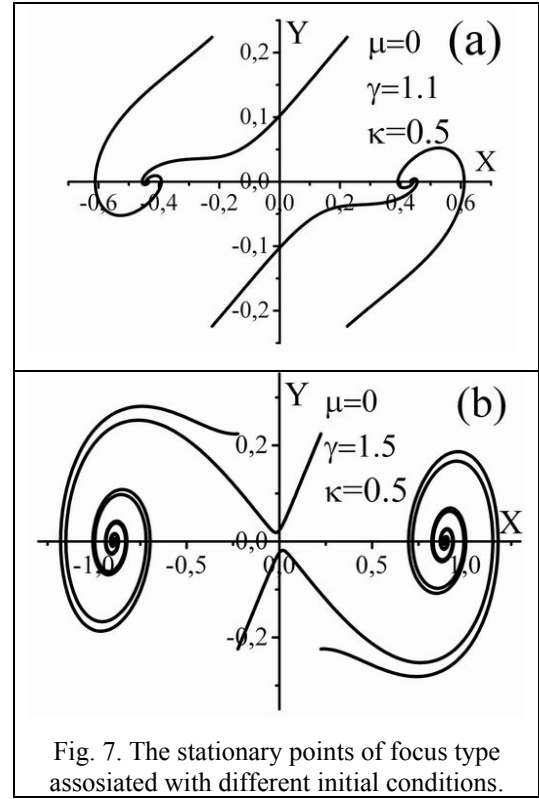 Y
(a)
μ=0
0,2
γ=1.1
0,1
κ=0.5
X
0,0
-0,6 -0,4 -0,2 0,0 0,2 0,4 0,6
-0,1
-0,2
Y
μ=0
(b)
0,2
γ=1.5
κ=0.5
X
0,0
-1,0 -0,5 0,0 0,5 1,0
-0,2
Fig. 7. The stationary points of focus type
assosiated with different initial conditions.